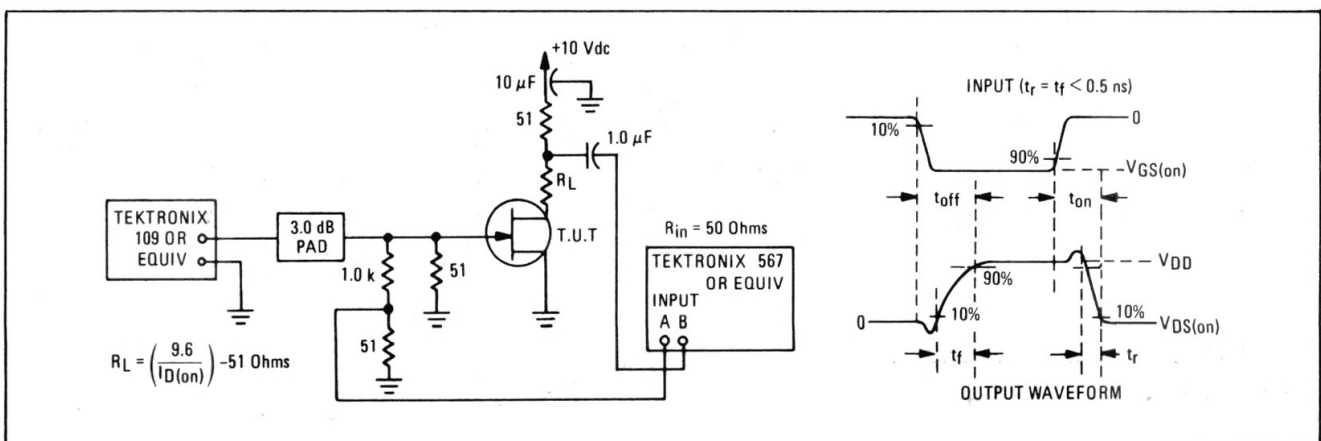 +10 Vdc
10 μF
51
1.0 μF
RL
T.U.T
TEKTRONIX
109 OR
EQUIV
3.0 dB
PAD
1.0 k
51
51
RL = (9.6 / ID(on)) −51 Ohms
Rin = 50 Ohms
TEKTRONIX 567
OR EQUIV
INPUT
A B
INPUT (tr = tf < 0.5 ns)
10%
0
90%
VGS(on)
toff
ton
VDD
90%
0
10%
10%
VDS(on)
tf
tr
OUTPUT WAVEFORM